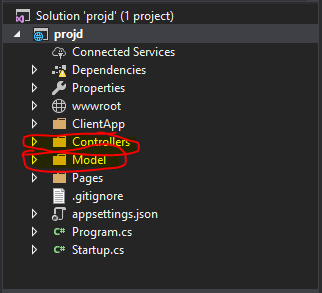 Solution 'projd' (1 project)
projd
Connected Services
Dependencies
Properties
wwwroot
ClientApp
Controllers
Model
Pages
.gitignore
appsettings.json
C# Program.cs
C# Startup.cs